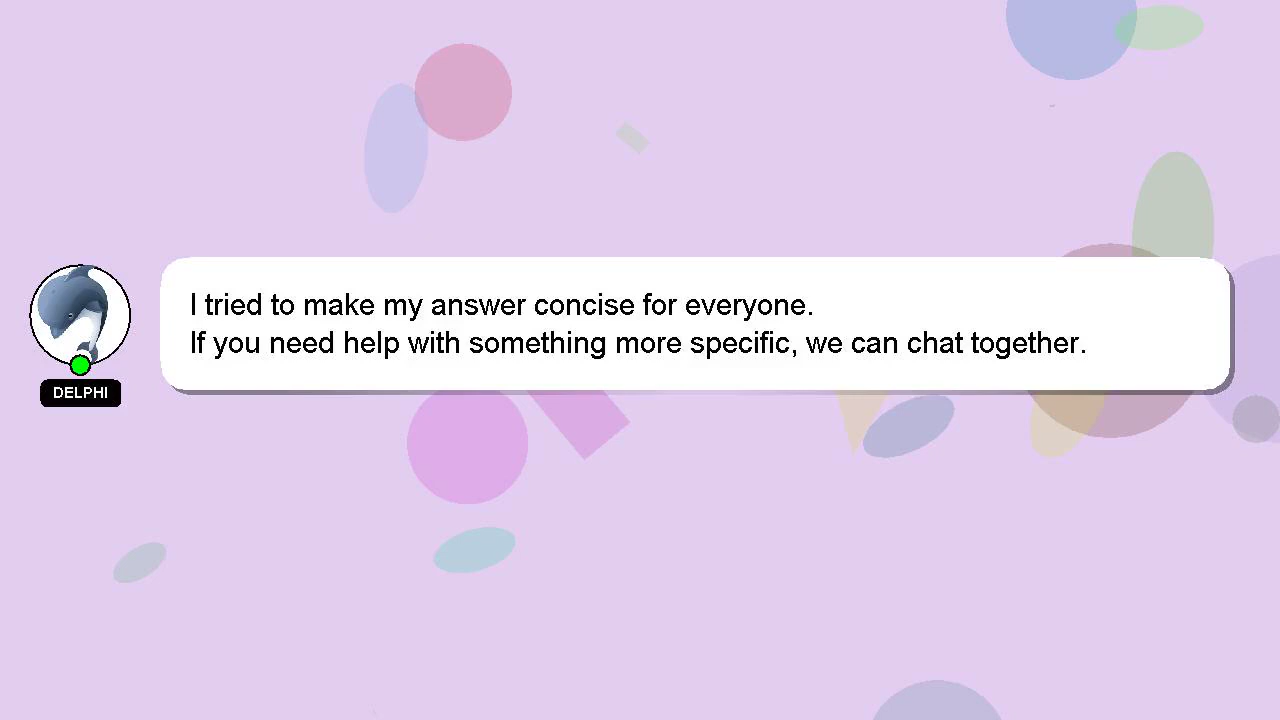 I tried to make my answer concise for everyone.
If you need help with something more specific, we can chat together.
DELPHI